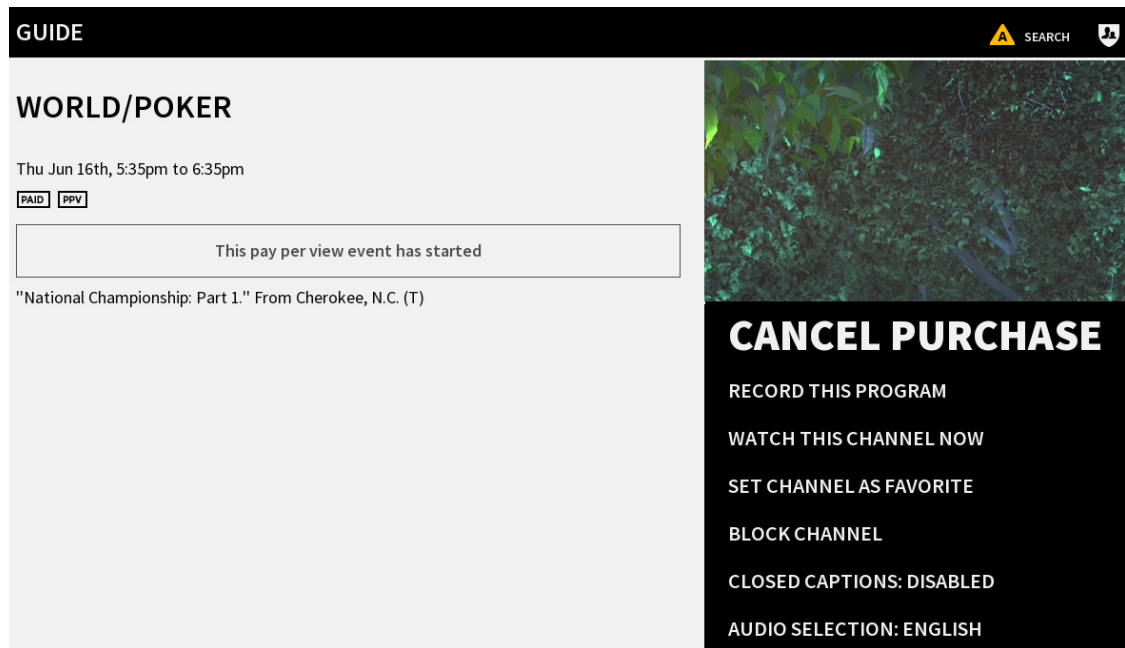 GUIDE
A SEARCH
WORLD/POKER
Thu Jun 16th, 5:35pm to 6:35pm
PAID PPV
This pay per view event has started
"National Championship: Part 1." From Cherokee, N.C. (T)
CANCEL PURCHASE
RECORD THIS PROGRAM
WATCH THIS CHANNEL NOW
SET CHANNEL AS FAVORITE
BLOCK CHANNEL
CLOSED CAPTIONS: DISABLED
AUDIO SELECTION: ENGLISH